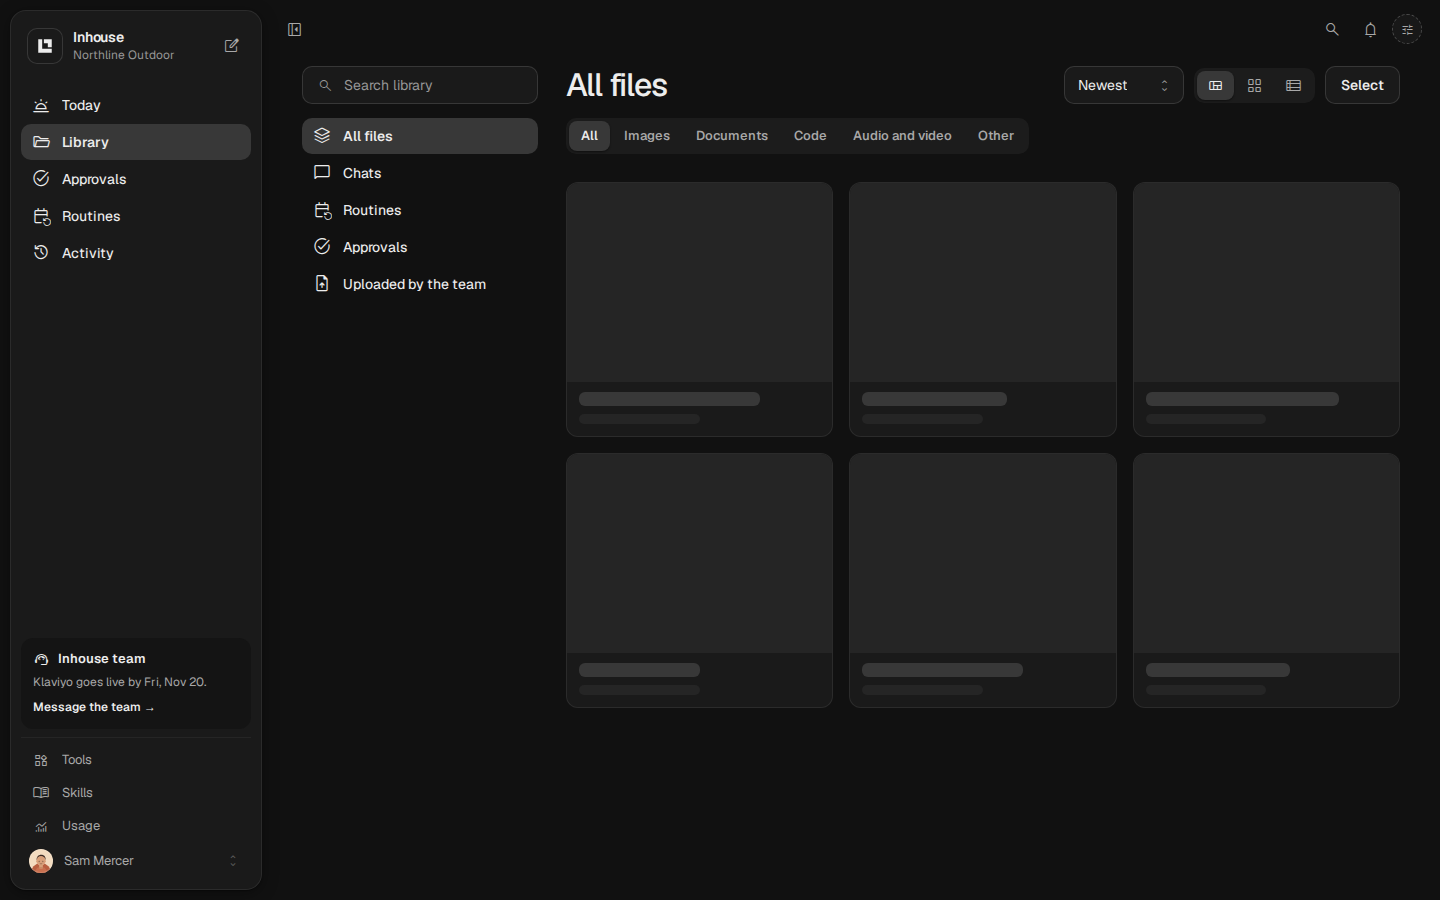 Inhouse
Northline Outdoor
Today
Library
Approvals
Routines
Activity
Inhouse team
Klaviyo goes live by Fri, Nov 20.
Message the team →
Tools
Skills
Usage
Sam Mercer
Search library
All files
Chats
Routines
Approvals
Uploaded by the team
All files
Newest
Select
All Images Documents Code Audio and video Other